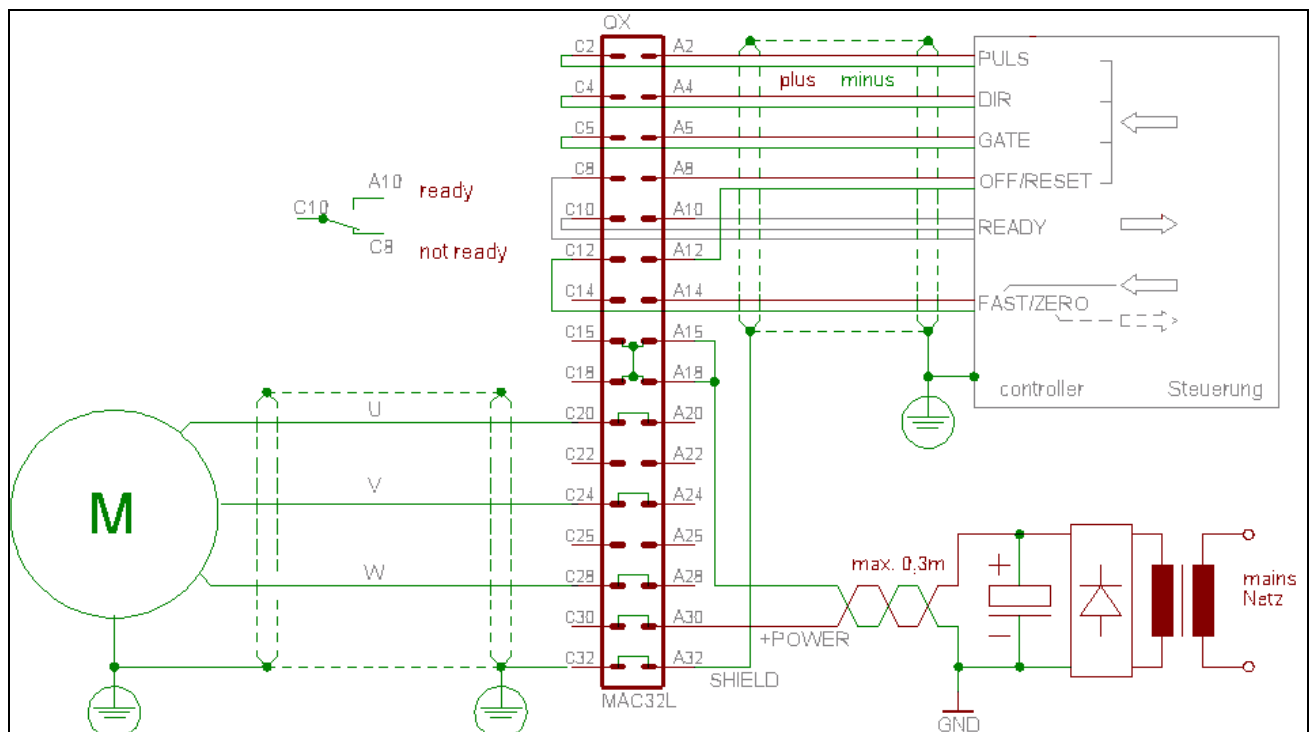 QX
C2 A2 PULS
plus minus
C4 A4 DIR
C5 A5 GATE
C8 A8 OFF/RESET
A10 ready
C10
C8 not ready
C10 A10 READY
C12 A12
C14 A14 FAST/ZERO
C15 A15
C18 A18
controller Steuerung
U C20 A20
C22 A22
M V C24 A24
C25 A25
W C28 A28
max. 0,3m
+ mains
Netz
C30 A30 +POWER
−
C32 A32 SHIELD
MAC32L
GND